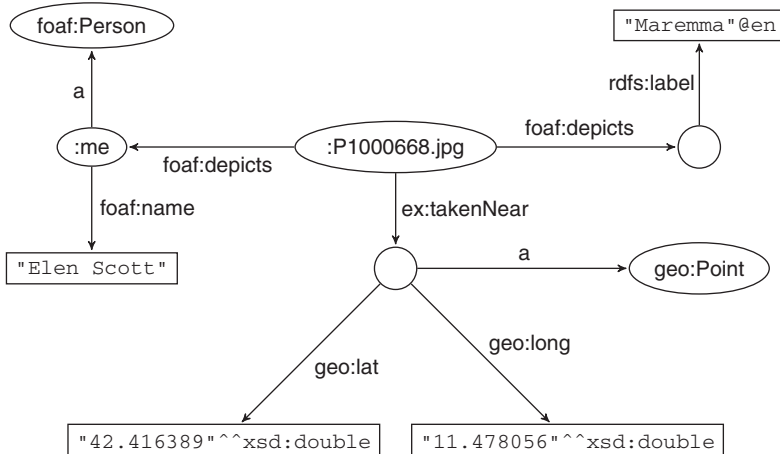 foaf:Person
"Maremma"@en
a
rdfs:label
:me
foaf:depicts
:P1000668.jpg
foaf:depicts
foaf:name
ex:takenNear
"Elen Scott"
a
geo:Point
geo:lat
geo:long
"42.416389"^^xsd:double
"11.478056"^^xsd:double